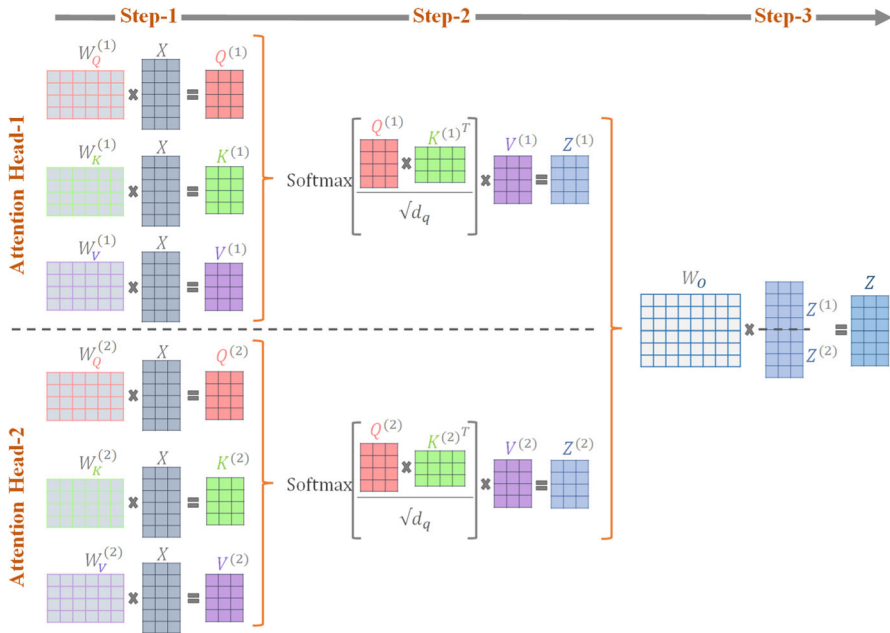 Step-1 Step-2 Step-3
Attention Head-1
W_Q^(1) X Q^(1)
× =
W_K^(1) X K^(1)
× =
W_V^(1) X V^(1)
× =
Q^(1) K^(1)^T V^(1) Z^(1)
Softmax [ × ] × =
√d_q
Attention Head-2
W_Q^(2) X Q^(2)
× =
W_K^(2) X K^(2)
× =
W_V^(2) X V^(2)
× =
Q^(2) K^(2)^T V^(2) Z^(2)
Softmax [ × ] × =
√d_q
W_O Z^(1) Z
× =
Z^(2)